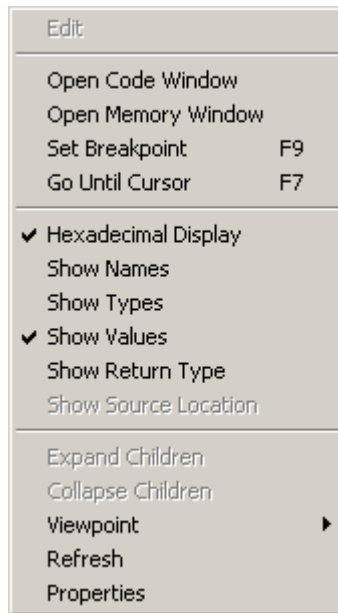 Edit
Open Code Window
Open Memory Window
Set Breakpoint F9
Go Until Cursor F7
Hexadecimal Display
Show Names
Show Types
Show Values
Show Return Type
Show Source Location
Expand Children
Collapse Children
Viewpoint
Refresh
Properties